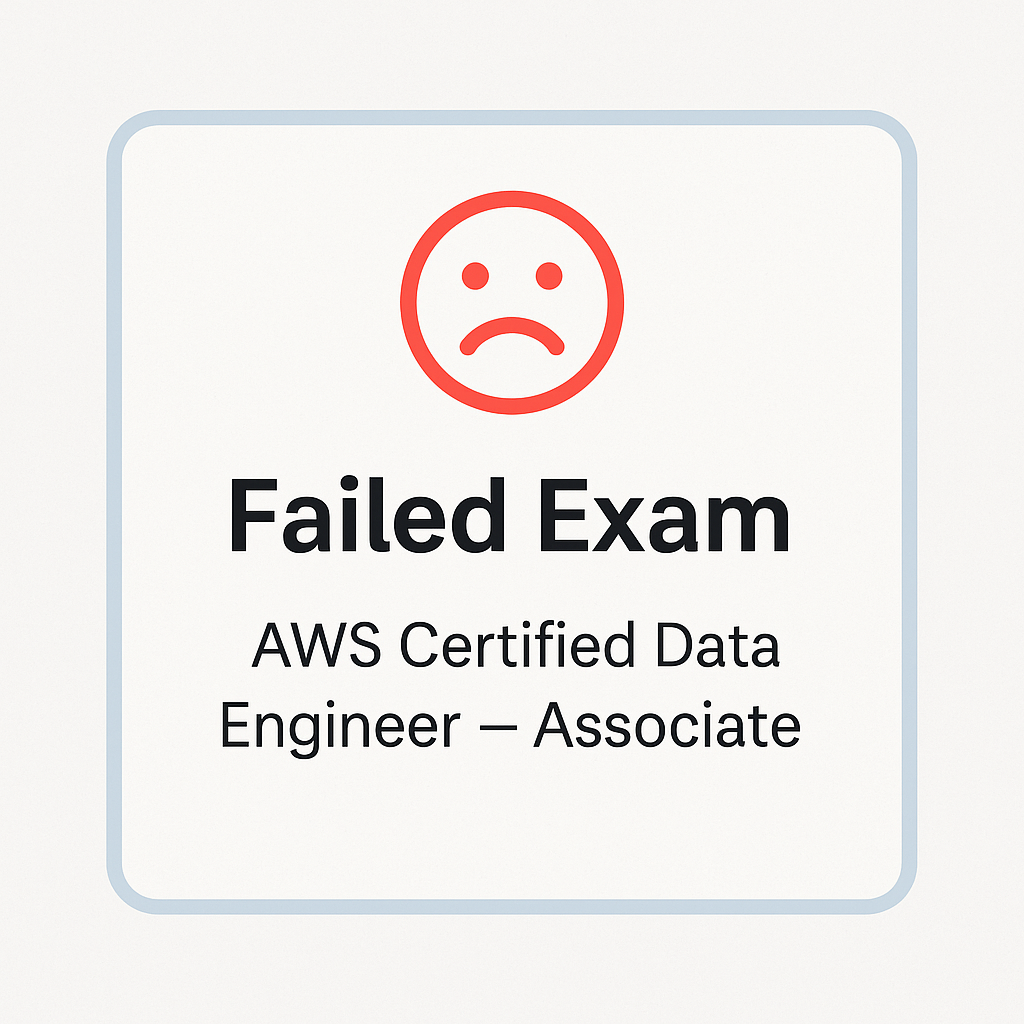 Failed Exam
AWS Certified Data
Engineer – Associate